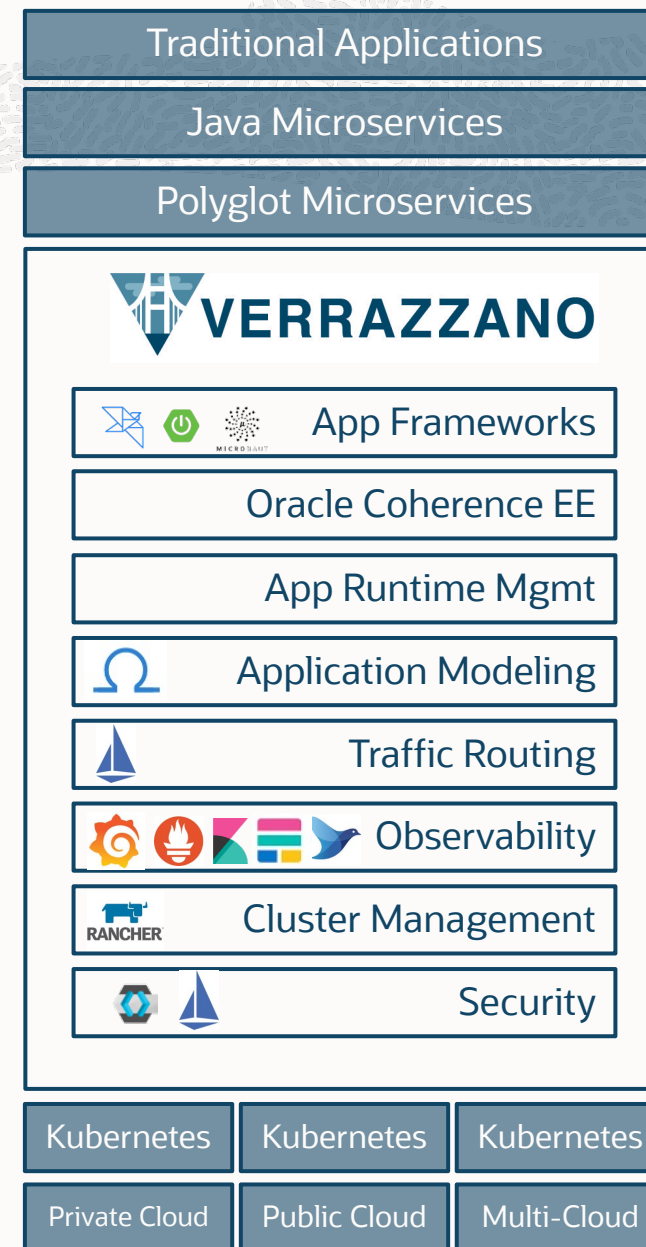 Traditional Applications
Java Microservices
Polyglot Microservices
VERRAZZANO
MICRONAUT
App Frameworks
Oracle Coherence EE
App Runtime Mgmt
Application Modeling
Traffic Routing
Observability
RANCHER
Cluster Management
Security
Kubernetes Kubernetes Kubernetes
Private Cloud Public Cloud Multi-Cloud